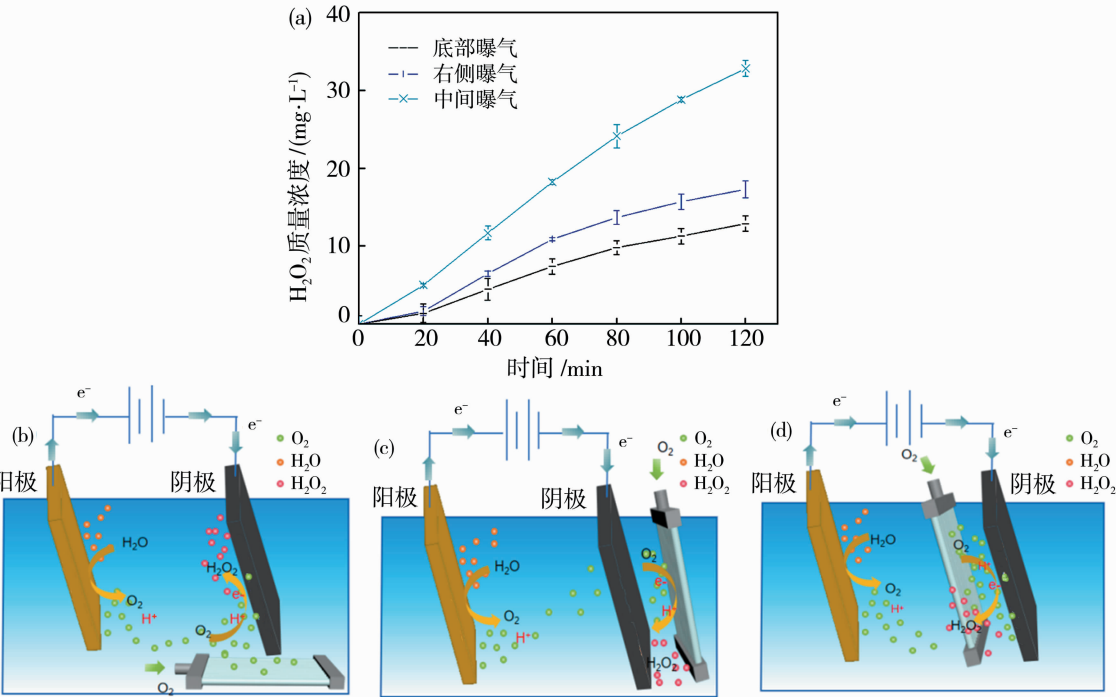 (a)
40
30
20
10
0
底部曝气
右侧曝气
中间曝气
H₂O₂质量浓度/(mg·L⁻¹)
0 20 40 60 80 100 120
时间/min
(b)
e⁻
e⁻
阳极
阴极
O₂
H₂O
H₂O₂
H₂O
H₂O₂
O₂
e-
H⁺
H⁺
O₂
O₂
(c)
e⁻
e⁻
O₂
阳极
阴极
O₂
H₂O
H₂O₂
O₂
H₂O
e-
O₂
H⁺
H⁺
H₂O₂
(d)
e⁻
e⁻
O₂
阳极
阴极
O₂
H₂O
H₂O₂
H₂O
O₂
H⁺
e-
O₂
H⁺
H₂O₂